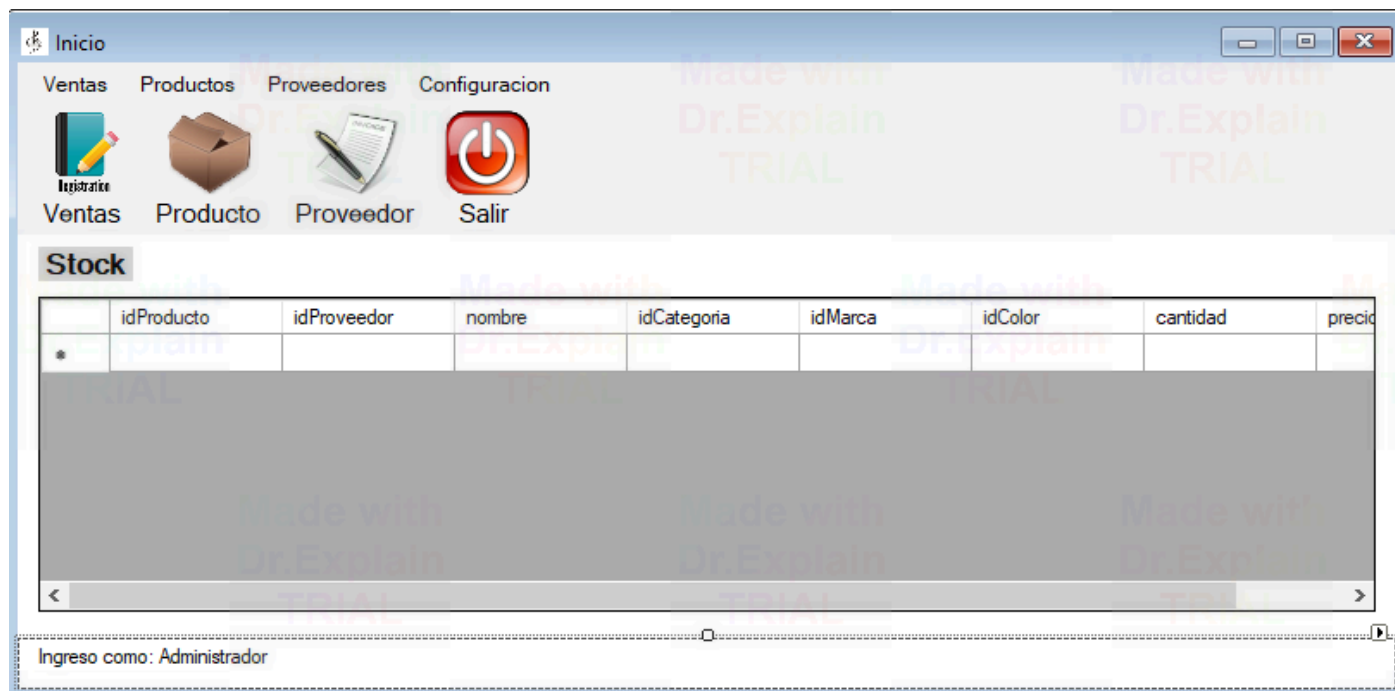 Inicio
Ventas Productos Proveedores Configuracion
Registration
Ventas Producto Proveedor Salir
Stock
idProducto idProveedor nombre idCategoria idMarca idColor cantidad precio
Ingreso como: Administrador
Made with
Dr.Explain
TRIAL